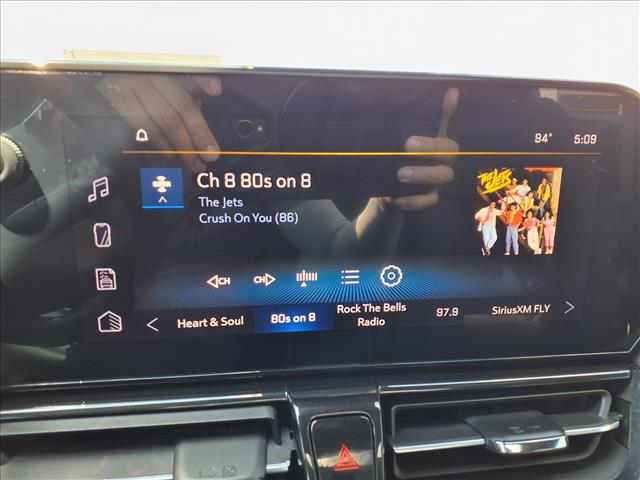 94° 5:09
Ch 8 80s on 8
The Jets
Crush On You (86)
THE JETS
◁CH CH▷
Heart & Soul
80s on 8
Rock The Bells
Radio
97.9
SiriusXM FLY